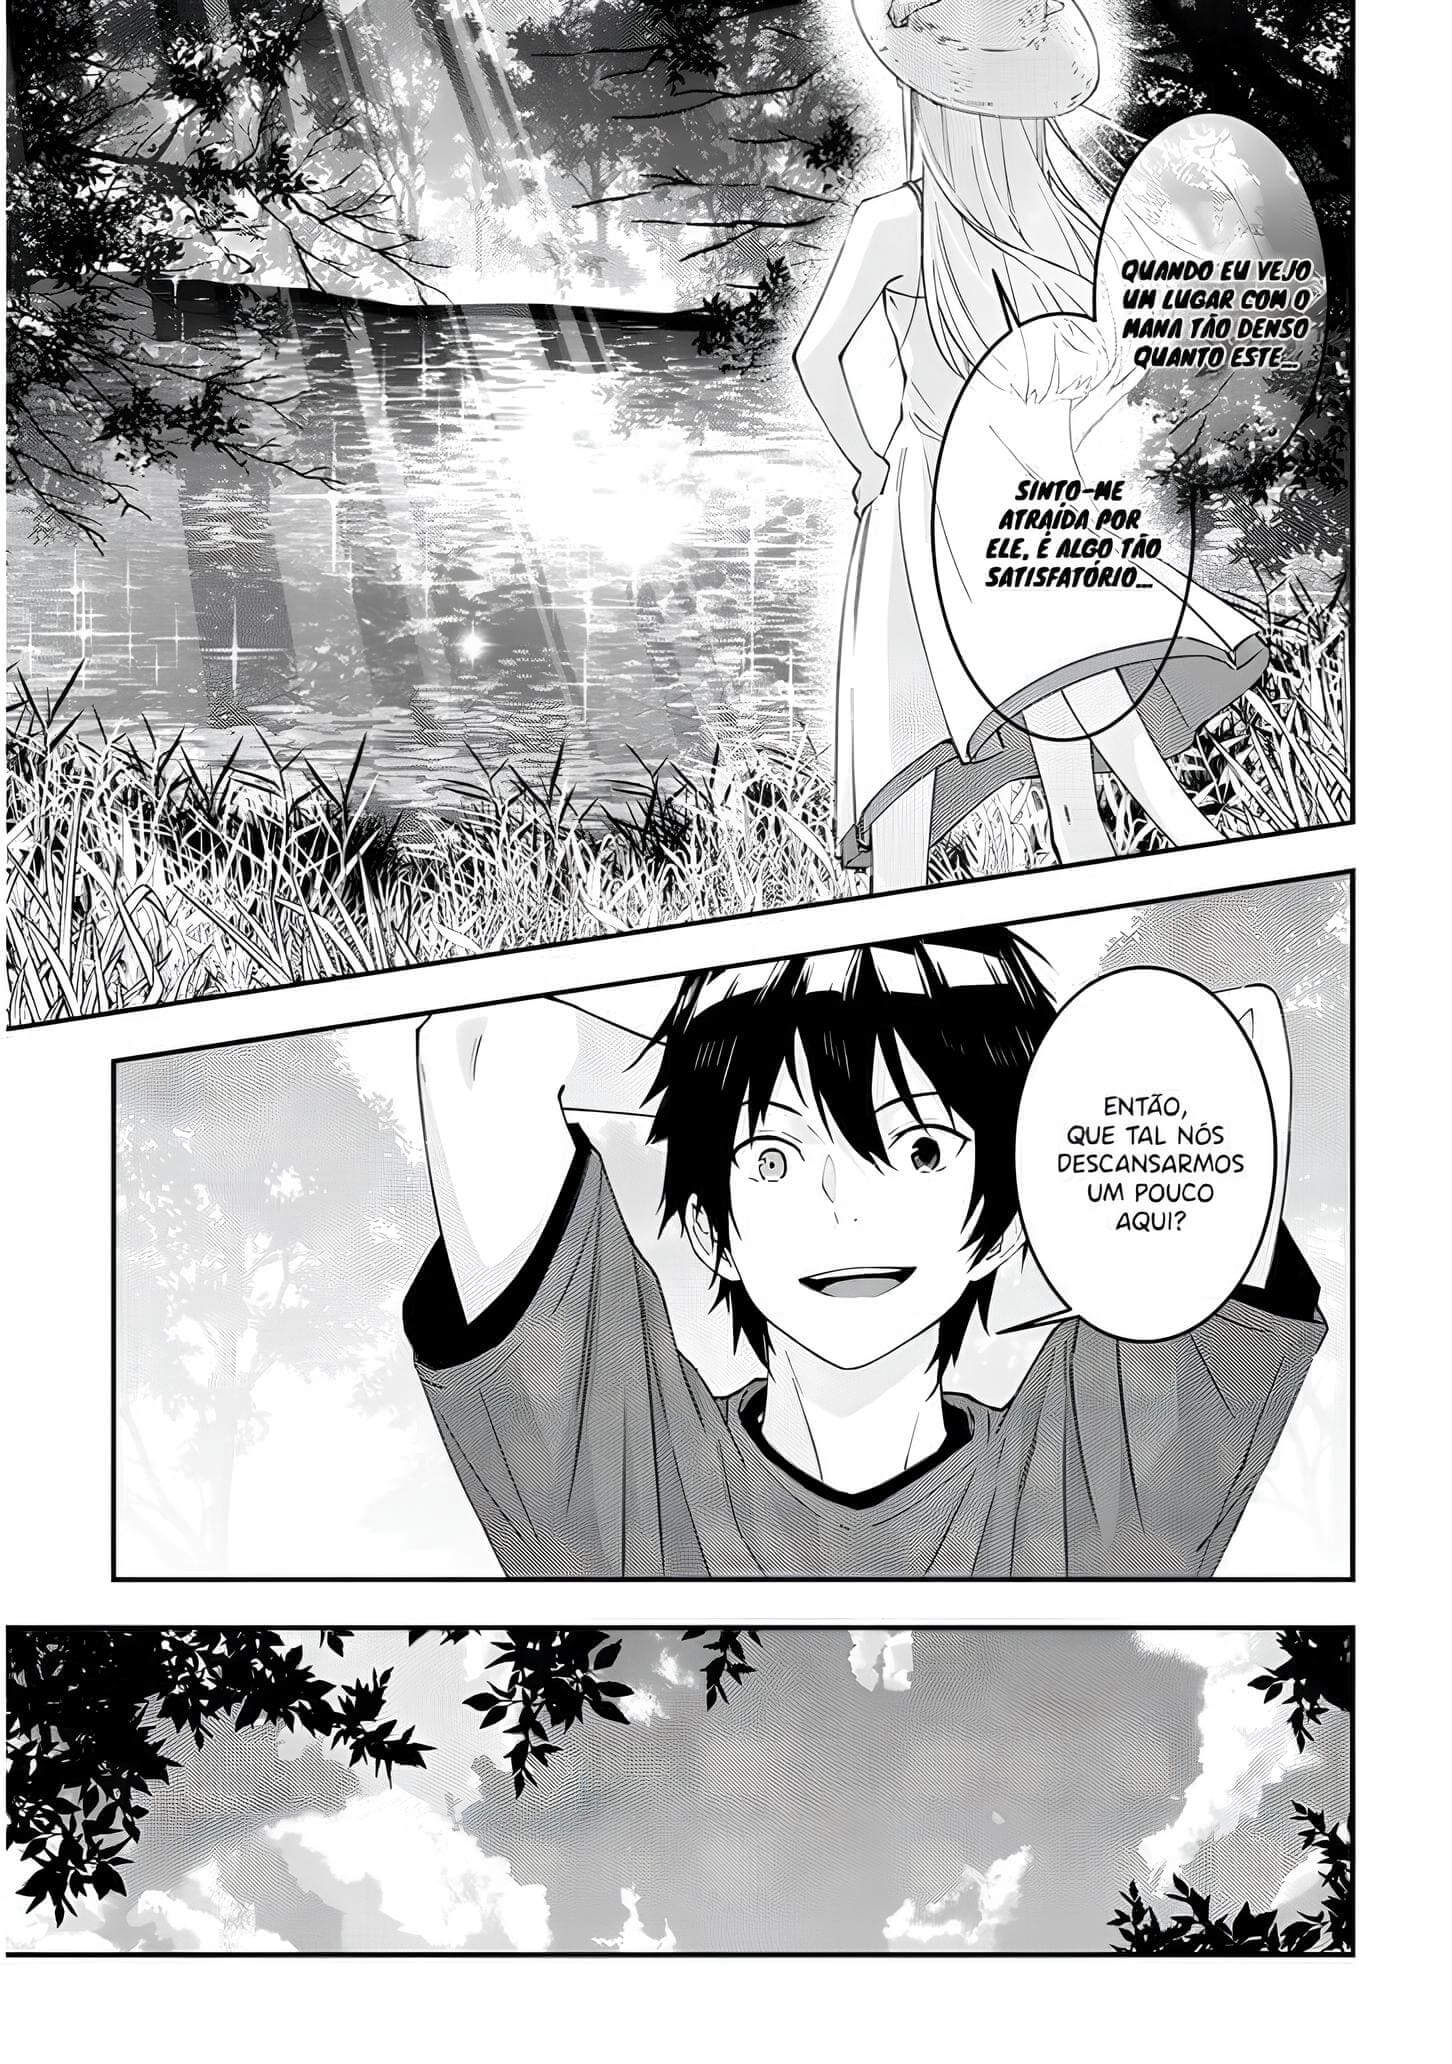 QUANDO EU VEJO
UM LUGAR COM O
MANA TÃO DENSO
QUANTO ESTE...
SINTO-ME
ATRAÍDA POR
ELE, É ALGO TÃO
SATISFATÓRIO...
ENTÃO,
QUE TAL NÓS
DESCANSARMOS
UM POUCO
AQUI?